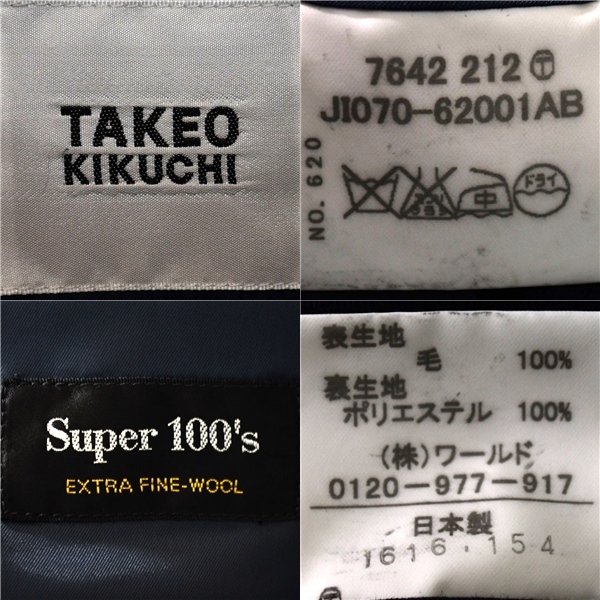 TAKEO
KIKUCHI
7642 212 T
JI070-62001AB
NO. 620
中
ドライ
Super 100's
EXTRA FINE-WOOL
表生地
毛 100%
裏生地
ポリエステル 100%
(株)ワールド
0120-977-917
日本製
1616・154